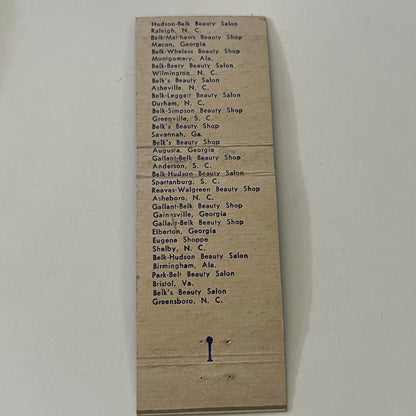 Hudson-Belk Beauty Salon
Raleigh, N. C.
Belk-Mathews Beauty Shop
Macon, Georgia
Belk-Whaless Beauty Shop
Montgomery, Ala.
Belk-Beery Beauty Salon
Wilmington, N. C.
Belk's Beauty Salon
Asheville, N. C.
Belk-Leggett Beauty Salon
Durham, N. C.
Belk-Simpson Beauty Shop
Greenville, S. C.
Belk's Beauty Shop
Savannah, Ga.
Belk's Beauty Shop
Augusta, Georgia
Gallant-Belk Beauty Shop
Anderson, S. C.
Belk-Hudson Beauty Salon
Spartanburg, S. C.
Reaves-Walgreen Beauty Shop
Asheboro, N. C.
Gallant-Belk Beauty Shop
Gainsville, Georgia
Gallant-Belk Beauty Shop
Elberton, Georgia
Eugene Shoppe
Shelby, N. C.
Belk-Hudson Beauty Salon
Birmingham, Ala.
Park-Belt Beauty Salon
Bristol, Va.
Belk's Beauty Salon
Greensboro, N. C.